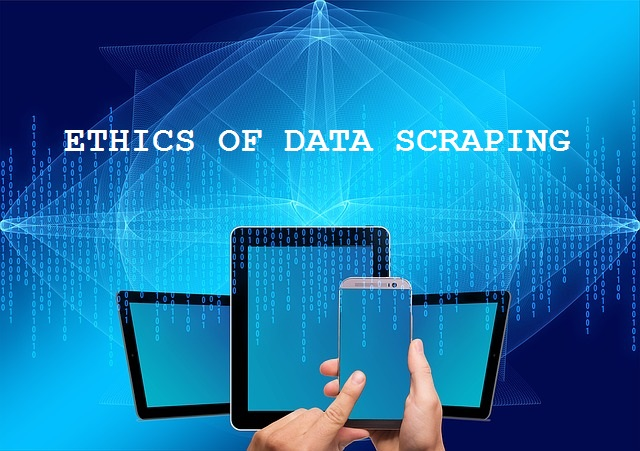 ETHICS OF DATA SCRAPING